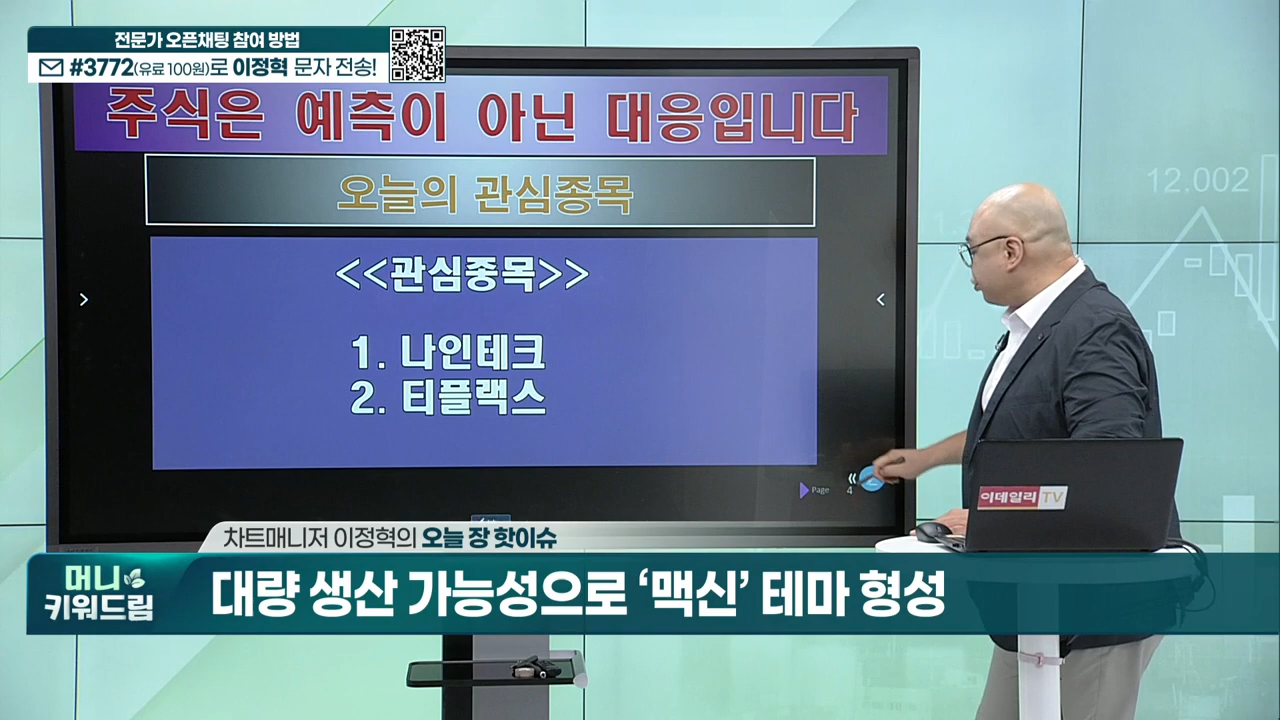 전문가 오픈채팅 참여 방법
#3772(유료 100원)로 이정혁 문자 전송!
주식은 예측이 아닌 대응입니다
오늘의 관심종목
<<관심종목>>
1. 나인테크
2. 티플랙스
Page 4
12.002
이데일리 TV
차트매니저 이정혁의 오늘 장 핫이슈
머니
키워드림
대량 생산 가능성으로 ‘맥신’ 테마 형성